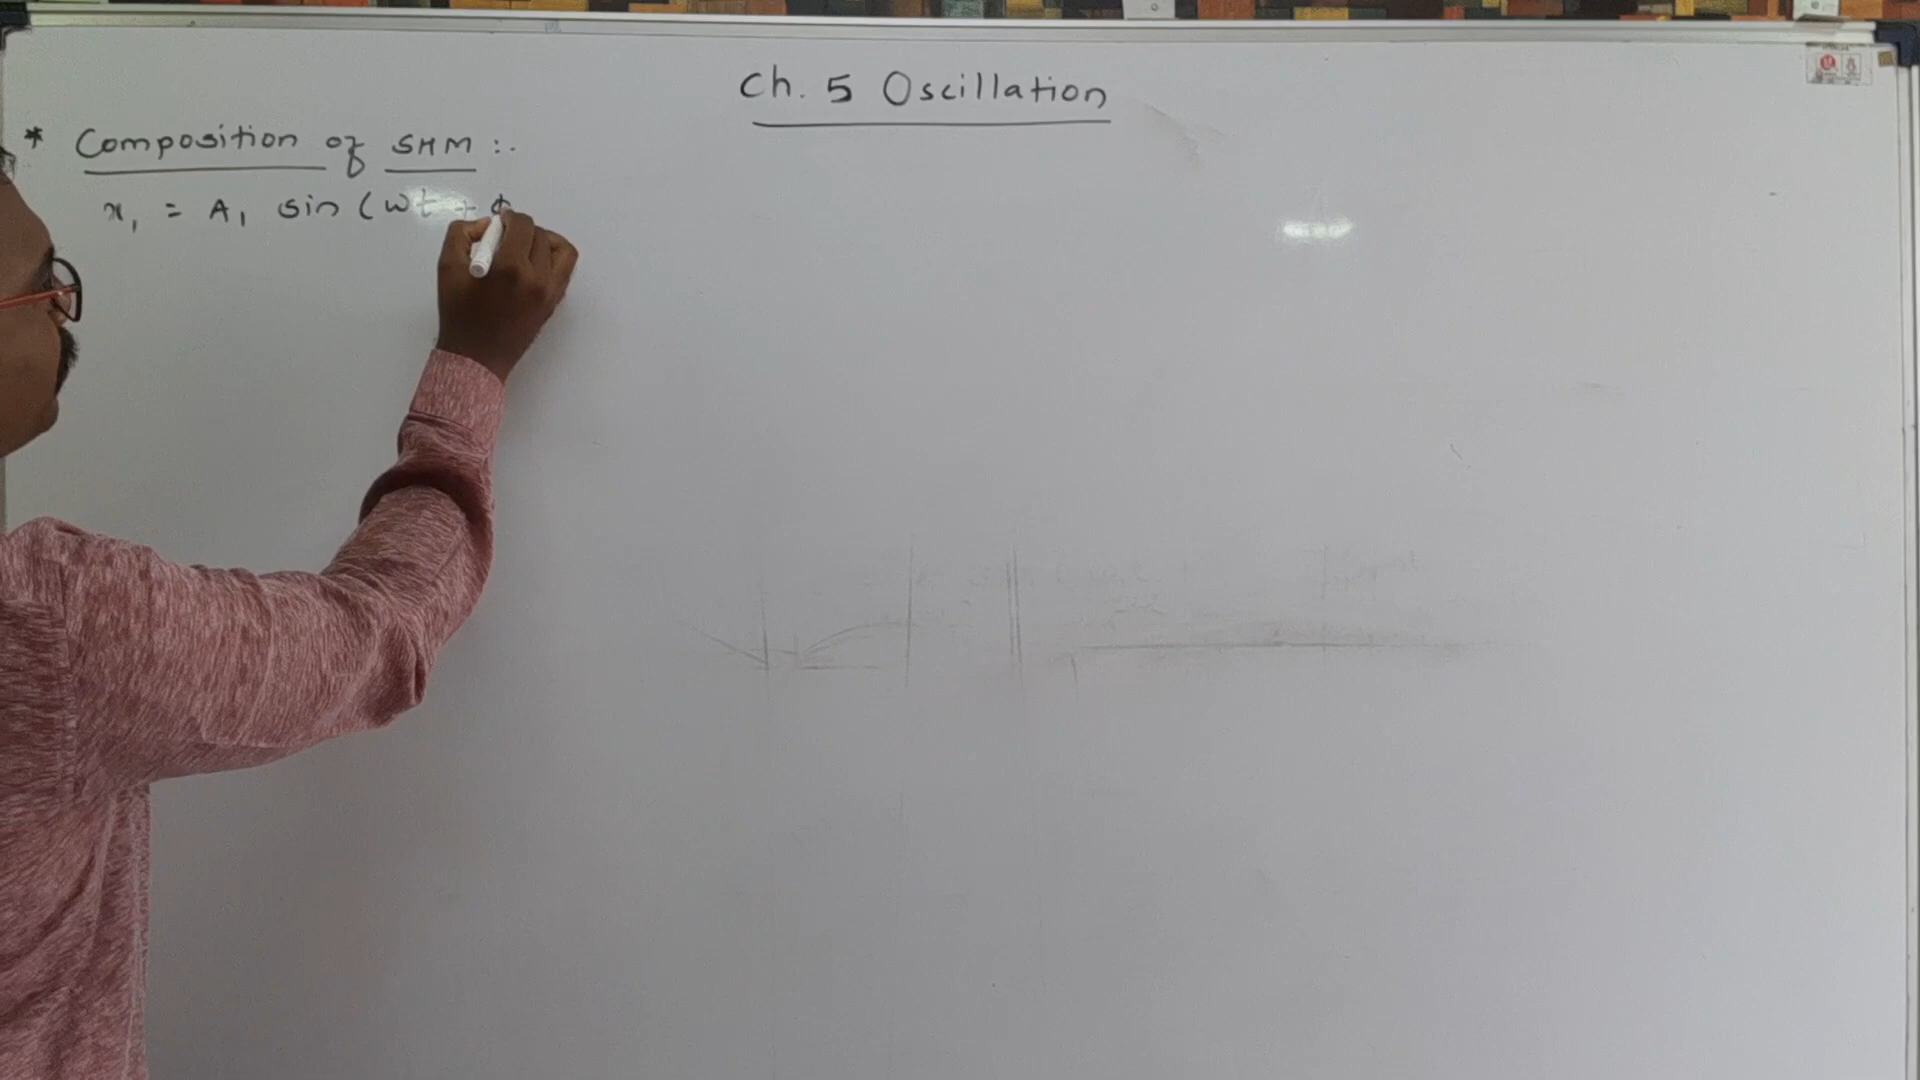 Ch. 5 Oscillation
* Composition of SHM :.
x₁ = A₁ sin (ωt + ϕ